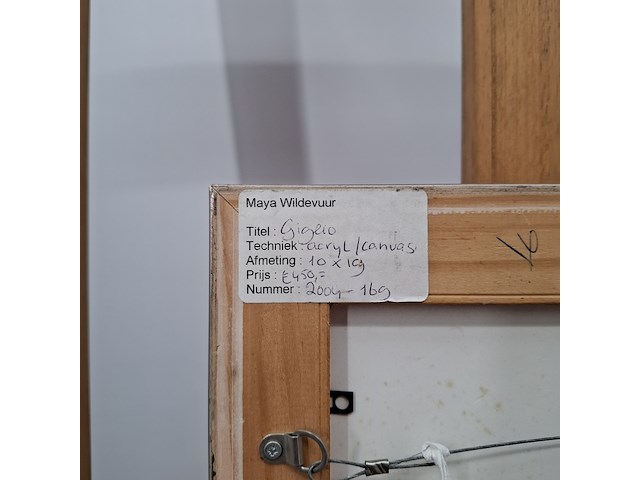 Maya Wildevuur
Titel : Gigelo
Techniek : acryl/canvas
Afmeting : 10 x 19
Prijs : £450,=
Nummer : 2004 - 169